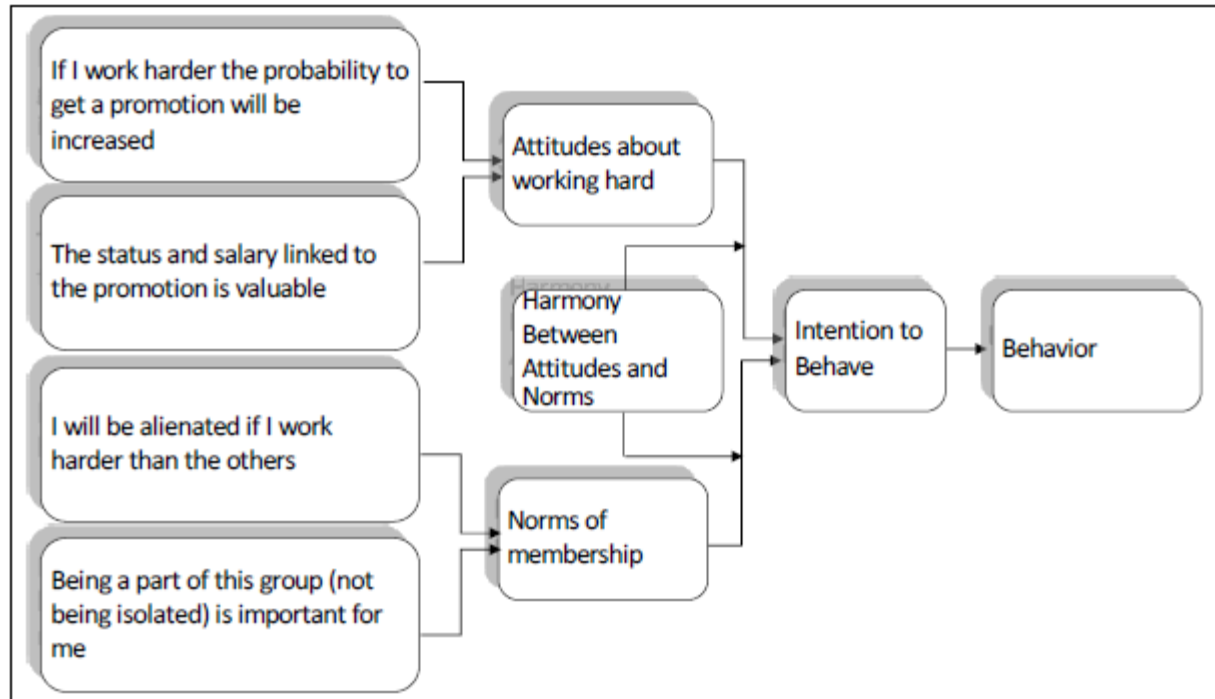 If I work harder the probability to
get a promotion will be
increased
The status and salary linked to
the promotion is valuable
I will be alienated if I work
harder than the others
Being a part of this group (not
being isolated) is important for
me
Attitudes about
working hard
Harmony
Between
Attitudes and
Norms
Norms of
membership
Intention to
Behave
Behavior